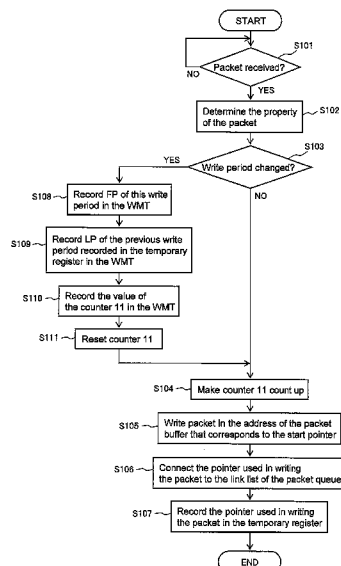 START
S101
Packet received?
NO
YES
S102
Determine the property
of the packet
S103
YES
Write period changed?
S108
Record FP of this write
period in the WMT
NO
S109
Record LP of the previous write
period recorded in the temporary
register in the WMT
S110
Record the value of
the counter 11 in the WMT
S111
Reset counter 11
S104
Make counter 11 count up
S105
Write packet in the address of the packet
buffer that corresponds to the start pointer
S106
Connect the pointer used in writing
the packet to the link list of the packet queue
S107
Record the pointer used in writing
the packet in the temporary register
END